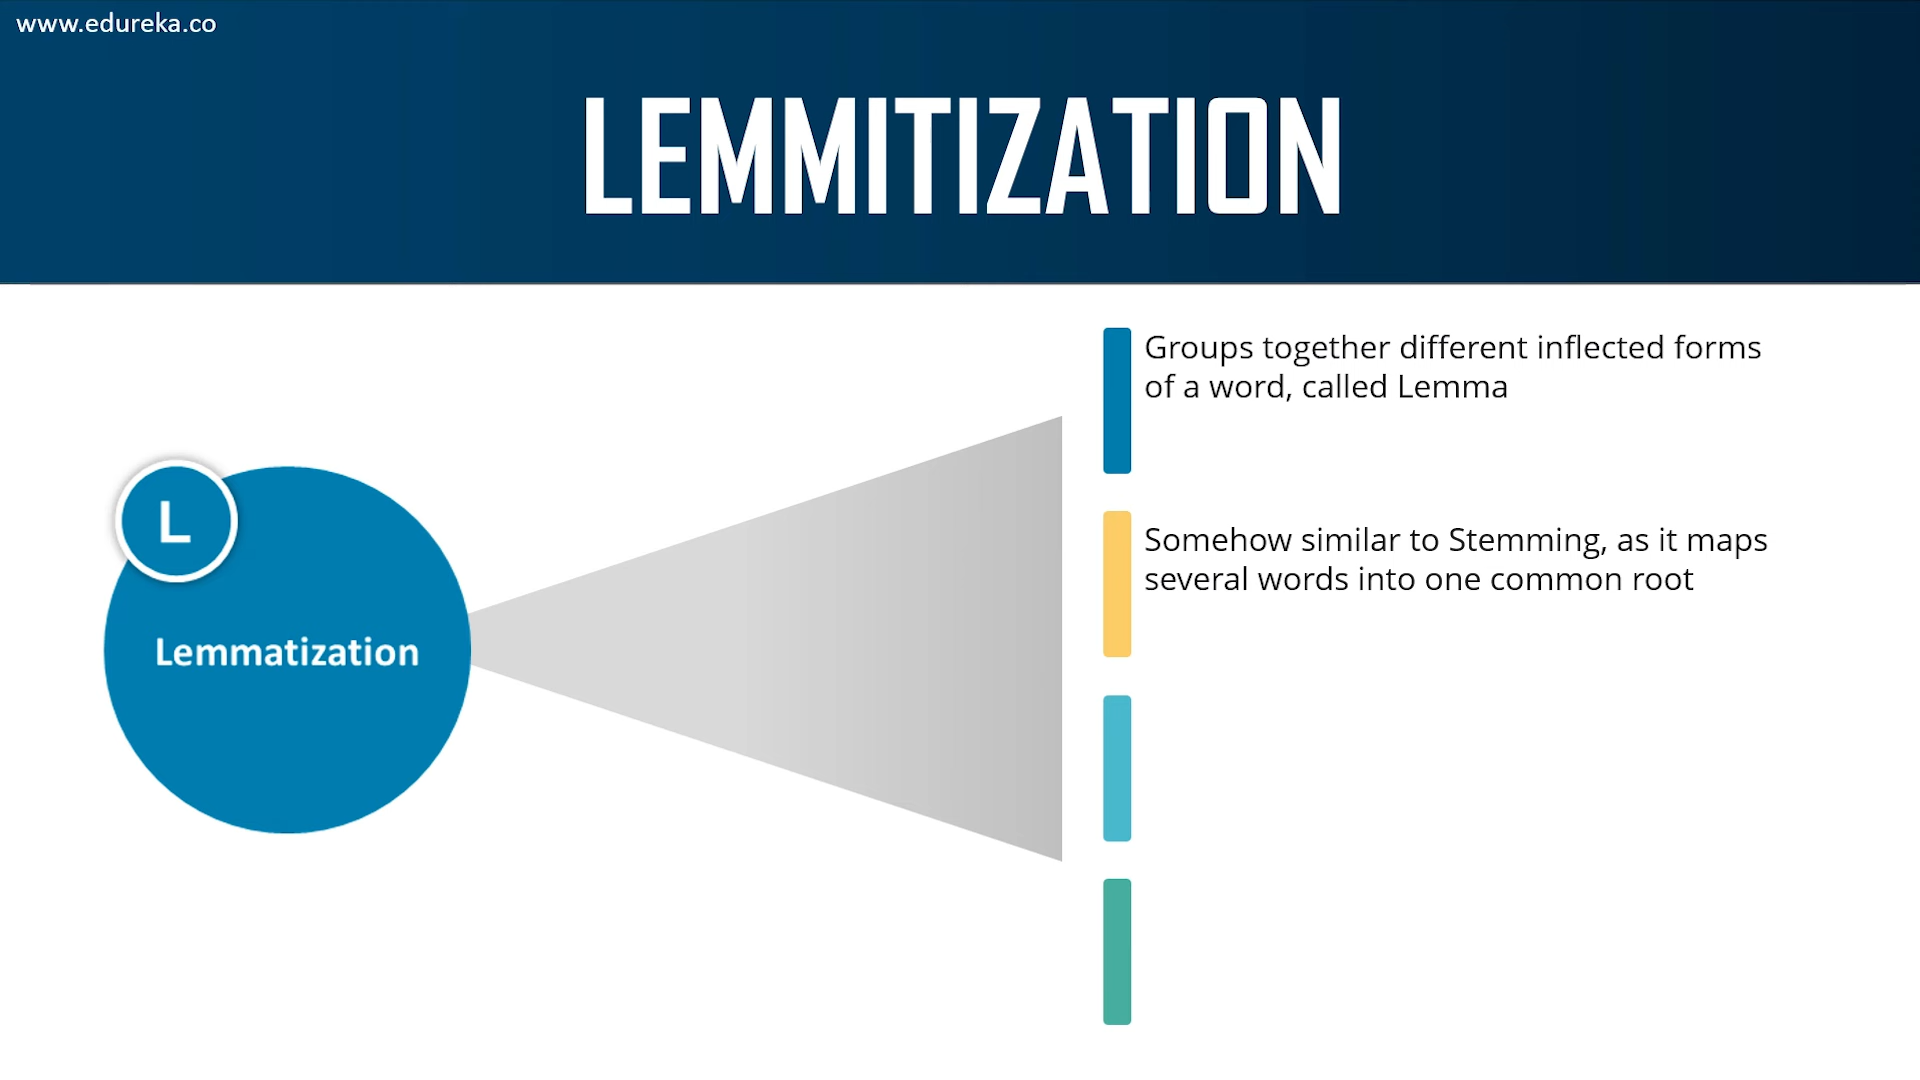 www.edureka.co
LEMMITIZATION
L
Lemmatization
Groups together different inflected forms
of a word, called Lemma
Somehow similar to Stemming, as it maps
several words into one common root